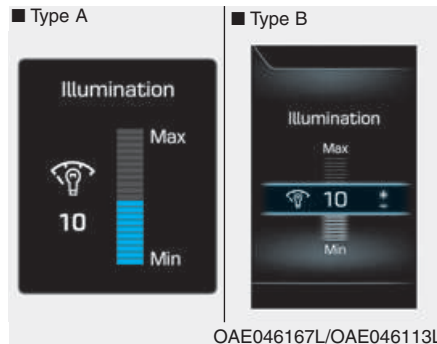 ■ Type A
Illumination
Max
10
Min
■ Type B
Illumination
Max
10 + −
Min
OAE046167L/OAE046113L